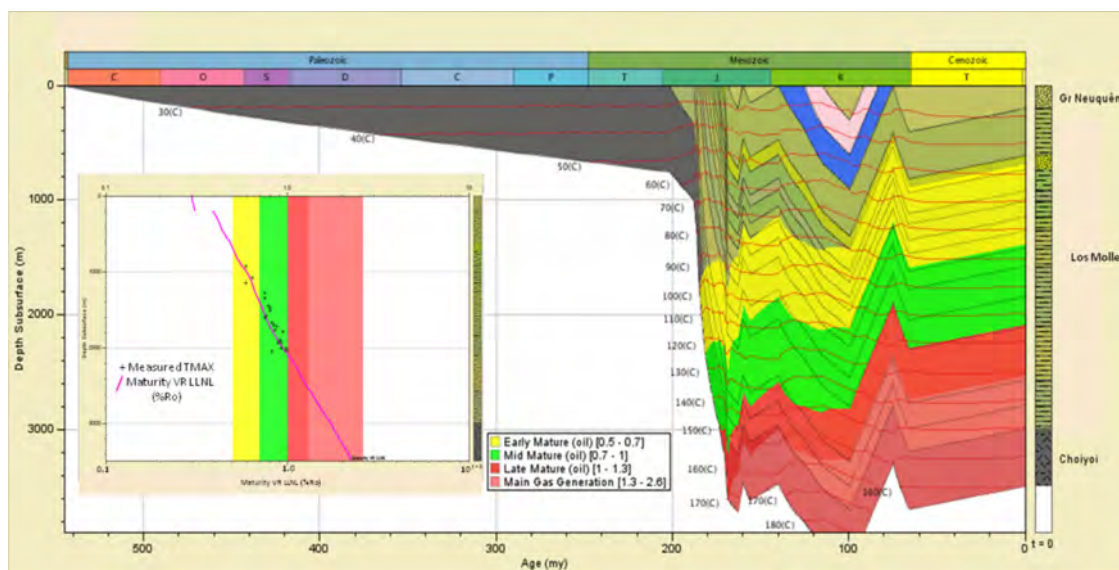 Paleozoic Mesozoic Cenozoic
C O S D C P T J K T
0
1000
2000
3000
Depth Subsurface (m)
30(C)
40(C)
50(C)
60(C)
70(C)
80(C)
90(C)
100(C)
110(C)
120(C)
130(C)
140(C)
150(C)
160(C)
170(C)
170(C)
180(C)
160(C)
Gr Neuquén
Los Molle
Choiyoi
t = 0
Depth Subsurface (m)
+ Measured TMAX
Maturity VR LLNL
(%Ro)
0.1 1.0
Maturity VR LLNL (%Ro)
Early Mature (oil) [0.5 - 0.7]
Mid Mature (oil) [0.7 - 1]
Late Mature (oil) [1 - 1.3]
Main Gas Generation [1.3 - 2.6]
500 400 300 200 100 0
Age (my)